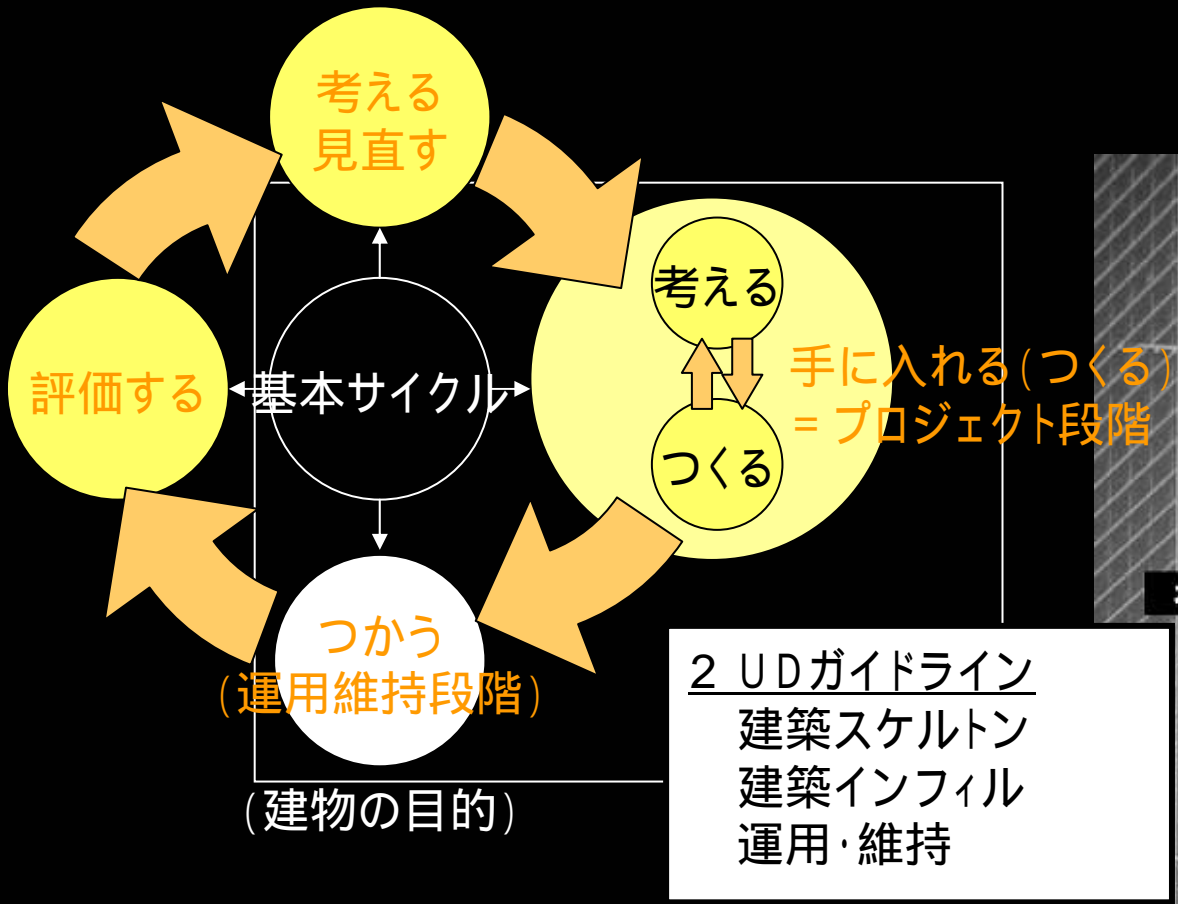 考える
見直す
考える
手に入れる(つくる)
=プロジェクト段階
評価する
基本サイクル
つくる
つかう
(運用維持段階)
(建物の目的)
2 UDガイドライン
建築スケルトン
建築インフィル
運用・維持